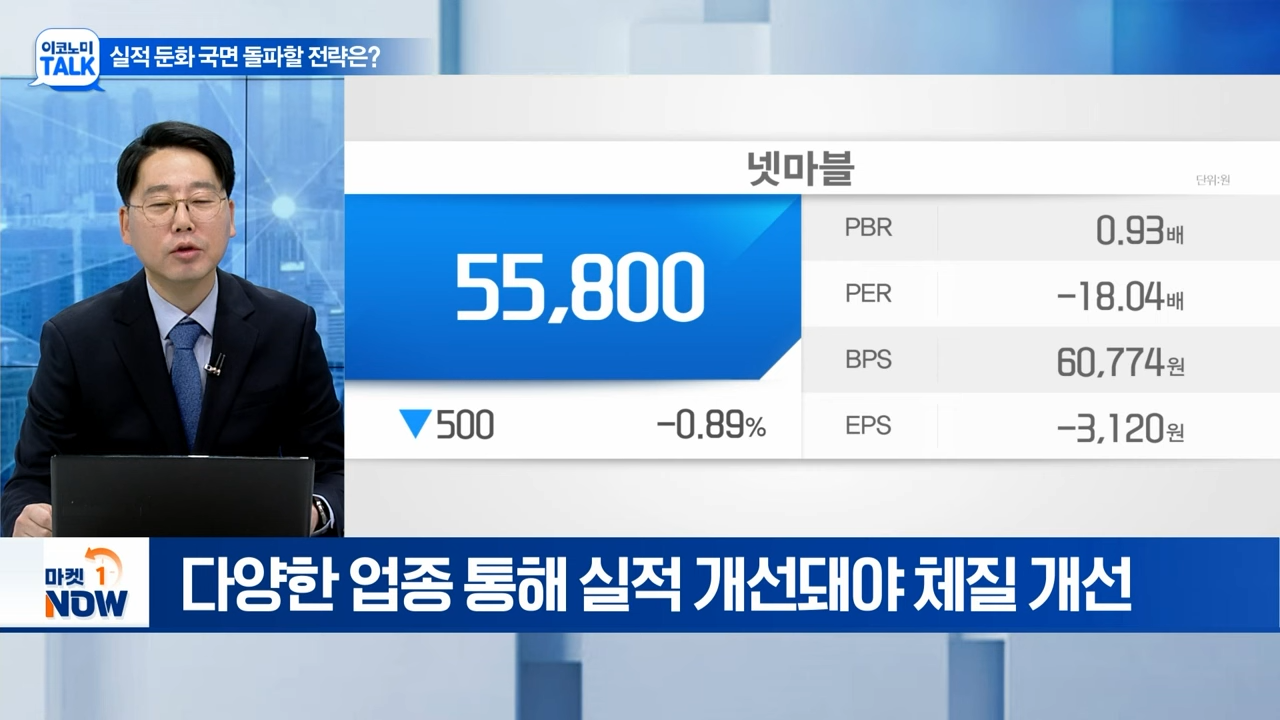 이코노미
TALK
실적 둔화 국면 돌파할 전략은?
넷마블
단위:원
55,800
▼500 -0.89%
PBR 0.93배
PER -18.04배
BPS 60,774원
EPS -3,120원
마켓 1
NOW
다양한 업종 통해 실적 개선돼야 체질 개선